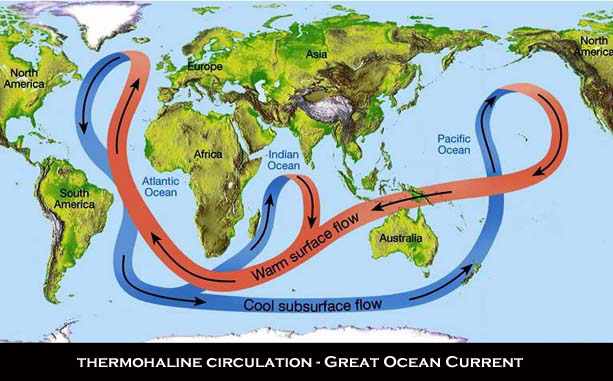 North
America
Europe
Asia
North
America
Africa
Indian
Ocean
Pacific
Ocean
Atlantic
Ocean
South
America
Australia
Warm surface flow
Cool subsurface flow
THERMOHALINE CIRCULATION - GREAT OCEAN CURRENT